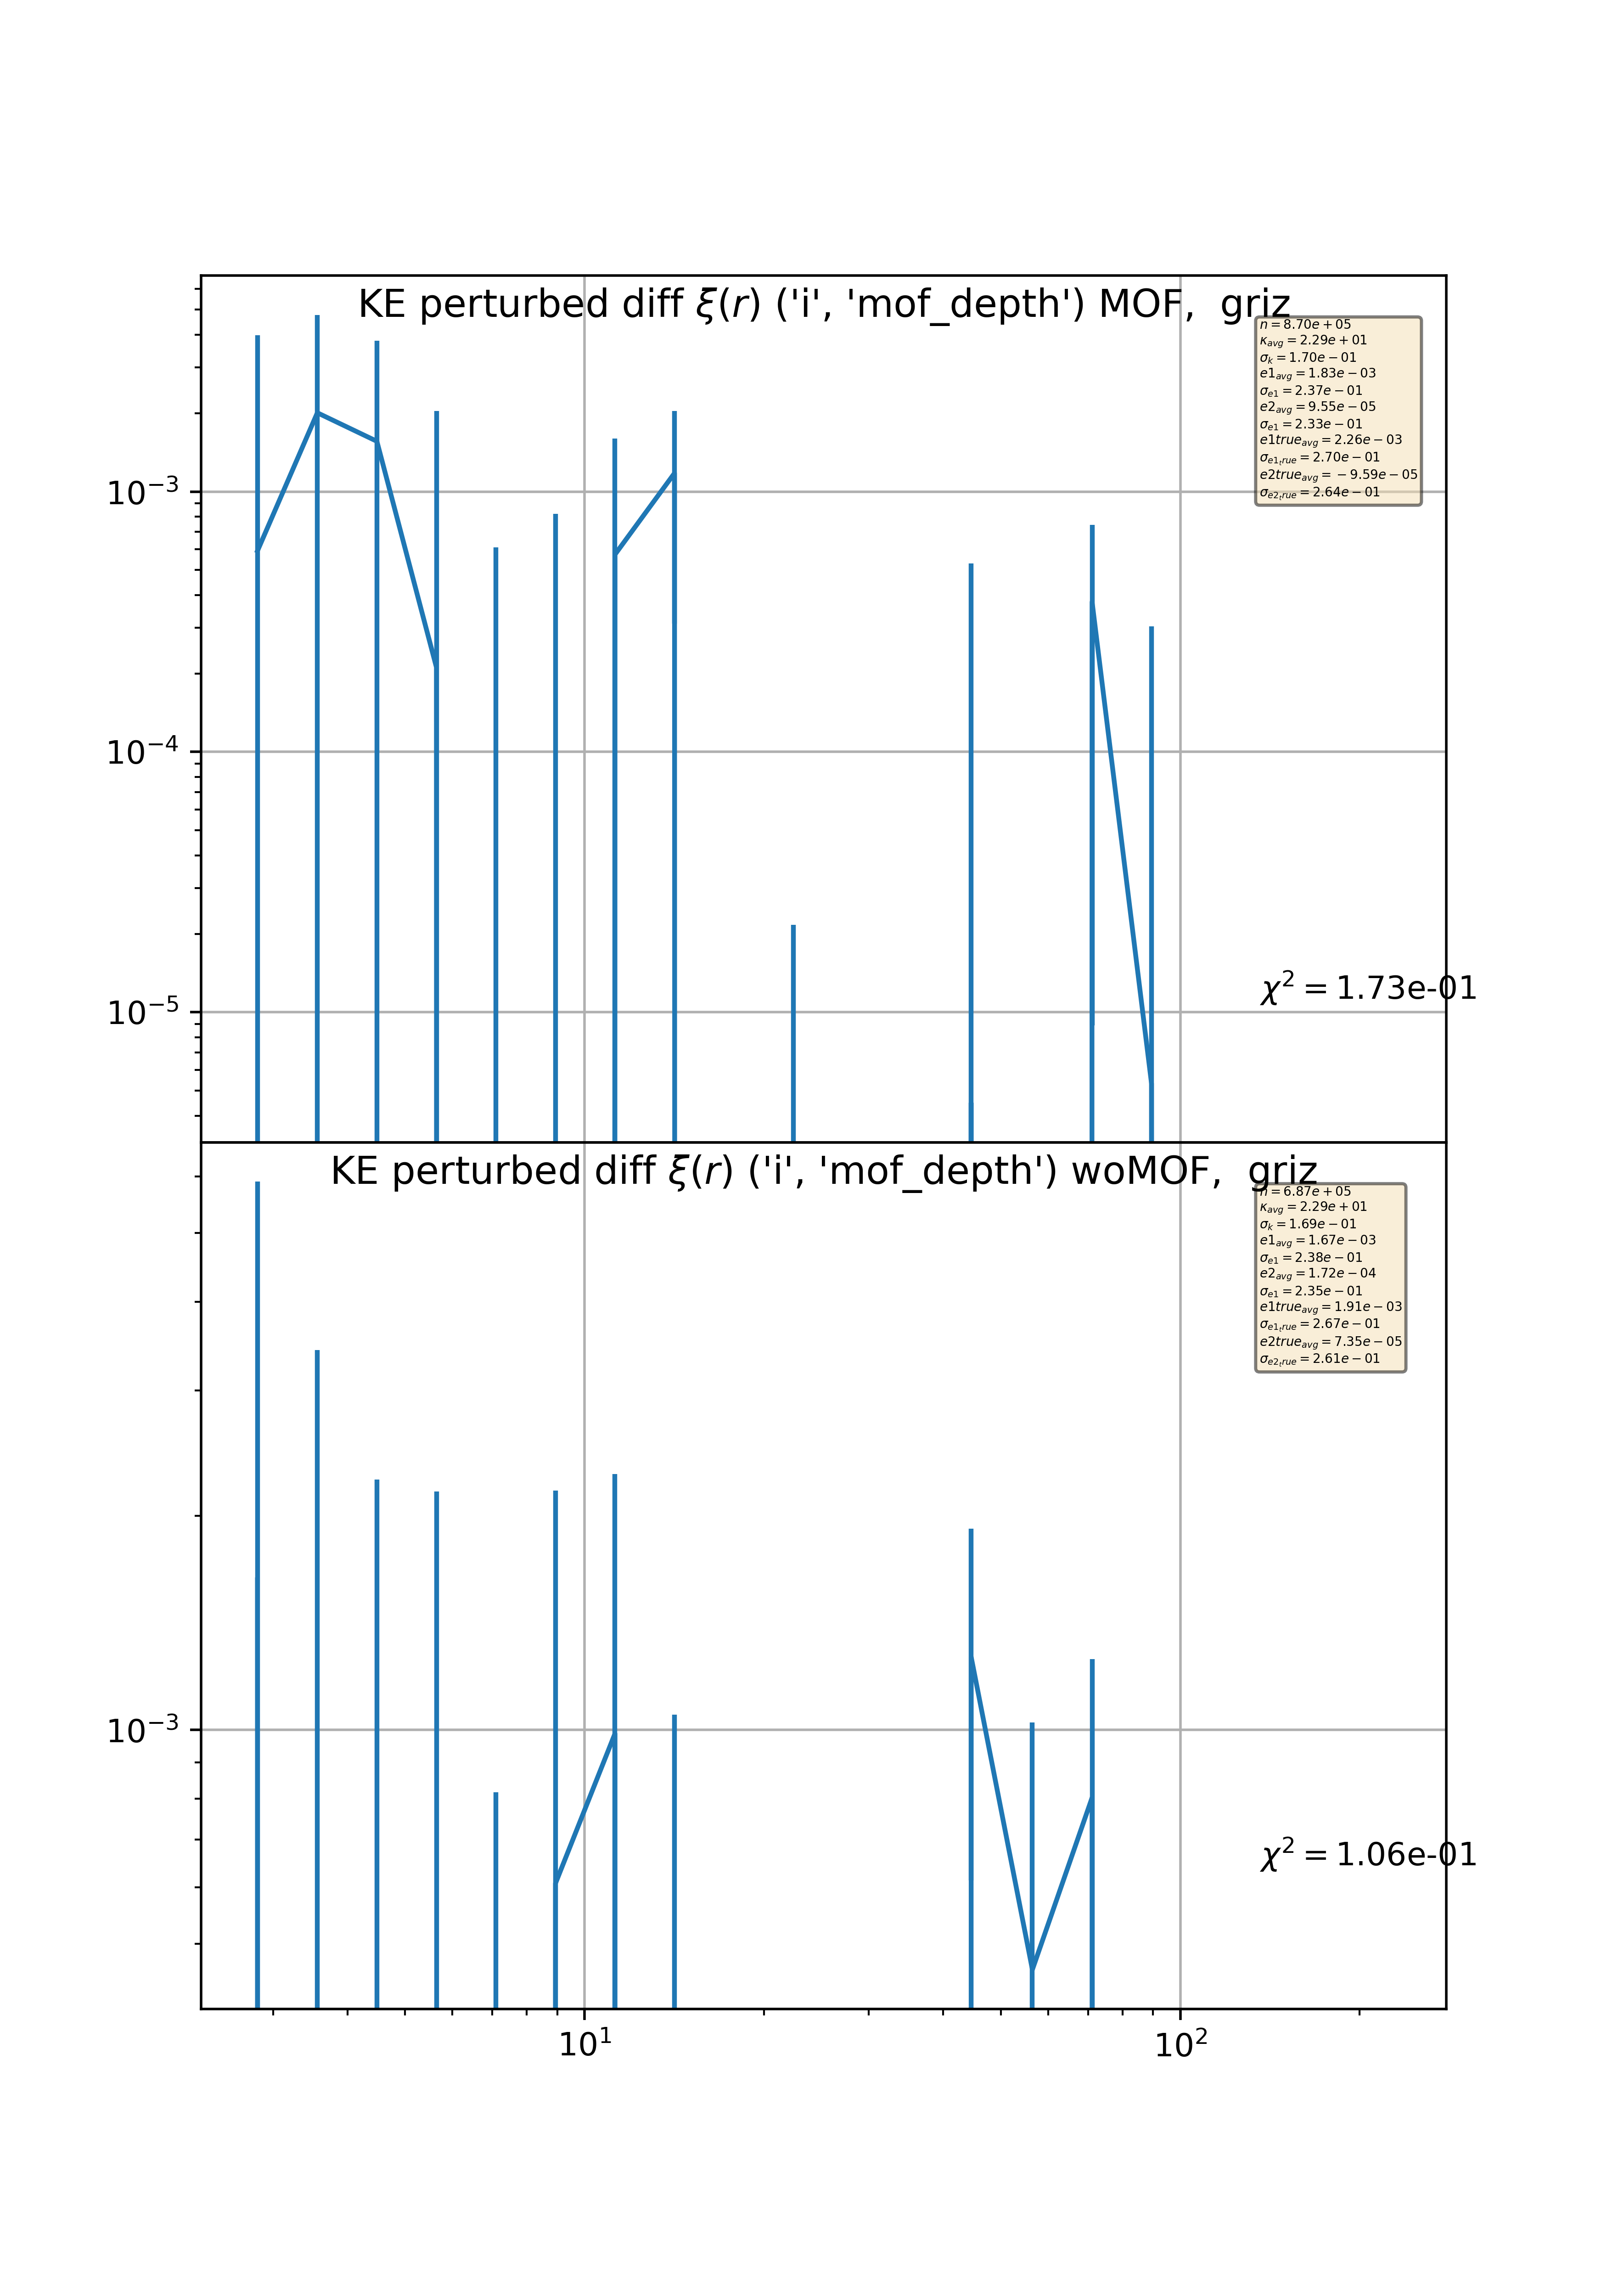 KE perturbed diff ξ(r) ('i', 'mof_depth') MOF,  griz
n = 8.70e + 05
κavg = 2.29e + 01
σk = 1.70e − 01
e1avg = 1.83e − 03
σe1 = 2.37e − 01
e2avg = 9.55e − 05
σe1 = 2.33e − 01
e1trueavg = 2.26e − 03
σe1true = 2.70e − 01
e2trueavg = − 9.59e − 05
σe2true = 2.64e − 01
10⁻³
10⁻⁴
10⁻⁵
χ² = 1.73e-01
KE perturbed diff ξ(r) ('i', 'mof_depth') woMOF,  griz
n = 6.87e + 05
κavg = 2.29e + 01
σk = 1.69e − 01
e1avg = 1.67e − 03
σe1 = 2.38e − 01
e2avg = 1.72e − 04
σe1 = 2.35e − 01
e1trueavg = 1.91e − 03
σe1true = 2.67e − 01
e2trueavg = 7.35e − 05
σe2true = 2.61e − 01
10⁻³
χ² = 1.06e-01
10¹ 10²